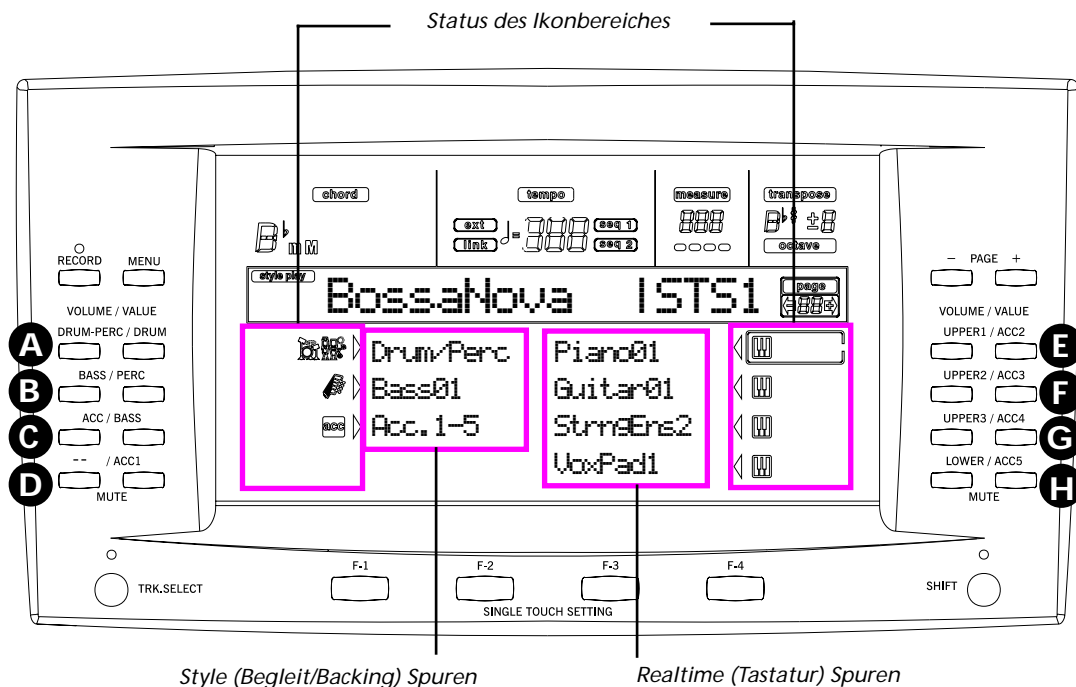 Status des Ikonbereiches
chord
tempo
measure
transpose
ext
seq 1
link
seq 2
octave
RECORD
MENU
style play
BossaNova
STS1
page
- PAGE +
VOLUME / VALUE
VOLUME / VALUE
A
DRUM-PERC / DRUM
Drum/Perc
Piano01
UPPER1 / ACC2
E
B
BASS / PERC
Bass01
Guitar01
UPPER2 / ACC3
F
C
ACC / BASS
acc
Acc.1-5
StrngEns2
UPPER3 / ACC4
G
D
-- / ACC1
VoxPad1
LOWER / ACC5
H
MUTE
MUTE
TRK.SELECT
F-1
F-2
F-3
F-4
SHIFT
SINGLE TOUCH SETTING
Style (Begleit/Backing) Spuren
Realtime (Tastatur) Spuren